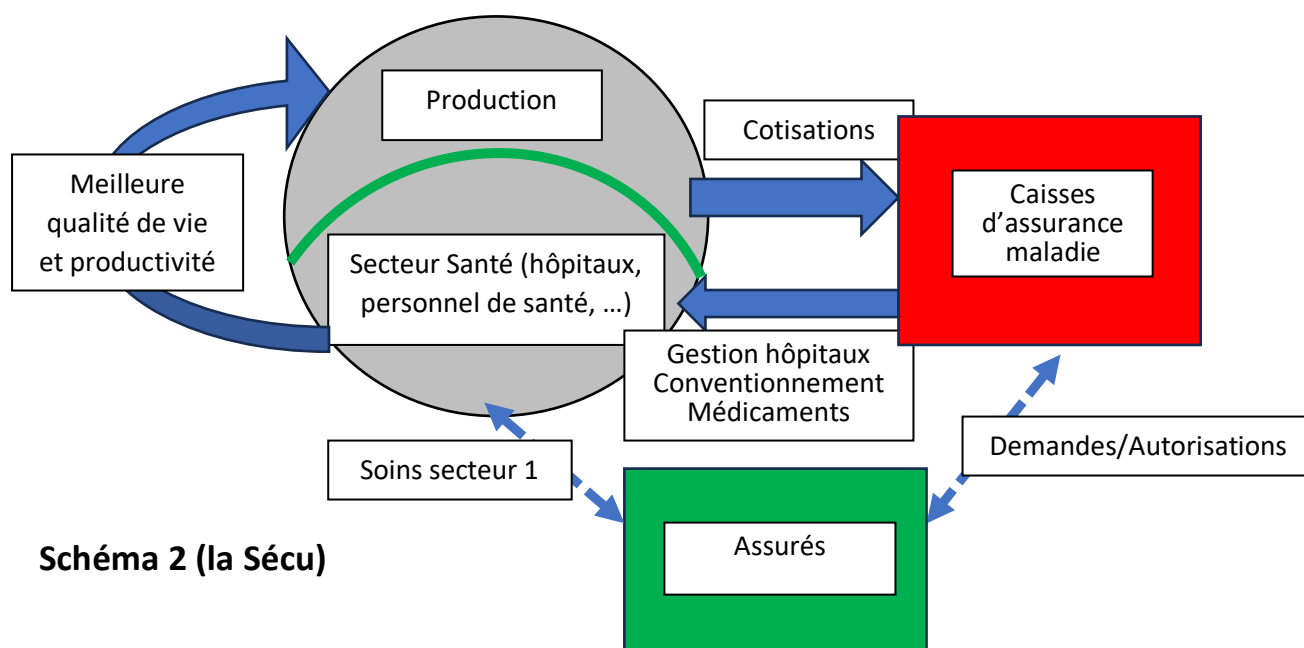 Production
Cotisations
Meilleure
qualité de vie
et productivité
Caisses
d’assurance
maladie
Secteur Santé (hôpitaux,
personnel de santé, …)
Gestion hôpitaux
Conventionnement
Médicaments
Soins secteur 1
Demandes/Autorisations
Assurés
Schéma 2 (la Sécu)